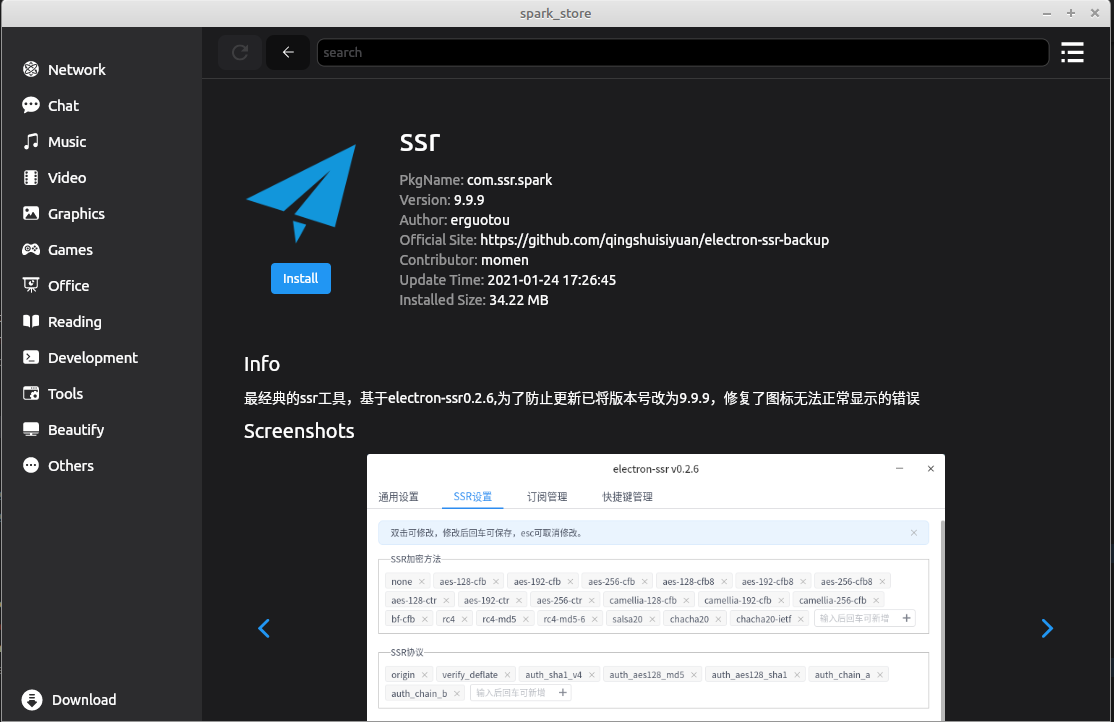 spark_store
search
Network
Chat
Music
Video
Graphics
Games
Office
Reading
Development
Tools
Beautify
Others
Download
ssr
PkgName: com.ssr.spark
Version: 9.9.9
Author: erguotou
Official Site: https://github.com/qingshuisiyuan/electron-ssr-backup
Contributor: momen
Update Time: 2021-01-24 17:26:45
Installed Size: 34.22 MB
Install
Info
最经典的ssr工具，基于electron-ssr0.2.6,为了防止更新已将版本号改为9.9.9，修复了图标无法正常显示的错误
Screenshots
electron-ssr v0.2.6
通用设置 SSR设置 订阅管理 快捷键管理
双击可修改，修改后回车可保存，esc可取消修改。
SSR加密方法
none aes-128-cfb aes-192-cfb aes-256-cfb aes-128-cfb8 aes-192-cfb8 aes-256-cfb8
aes-128-ctr aes-192-ctr aes-256-ctr camellia-128-cfb camellia-192-cfb camellia-256-cfb
bf-cfb rc4 rc4-md5 rc4-md5-6 salsa20 chacha20 chacha20-ietf 输入后回车可新增
SSR协议
origin verify_deflate auth_sha1_v4 auth_aes128_md5 auth_aes128_sha1 auth_chain_a
auth_chain_b 输入后回车可新增